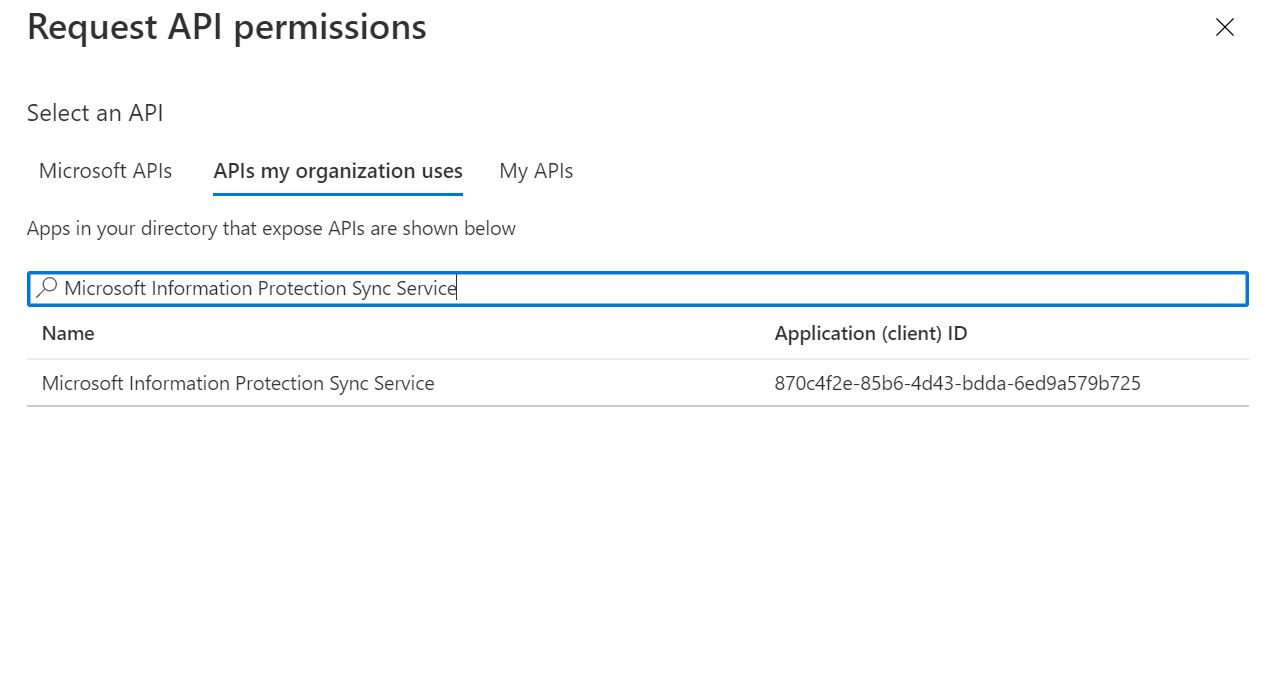 Request API permissions
Select an API
Microsoft APIs APIs my organization uses My APIs
Apps in your directory that expose APIs are shown below
Microsoft Information Protection Sync Service
Name Application (client) ID
Microsoft Information Protection Sync Service 870c4f2e-85b6-4d43-bdda-6ed9a579b725